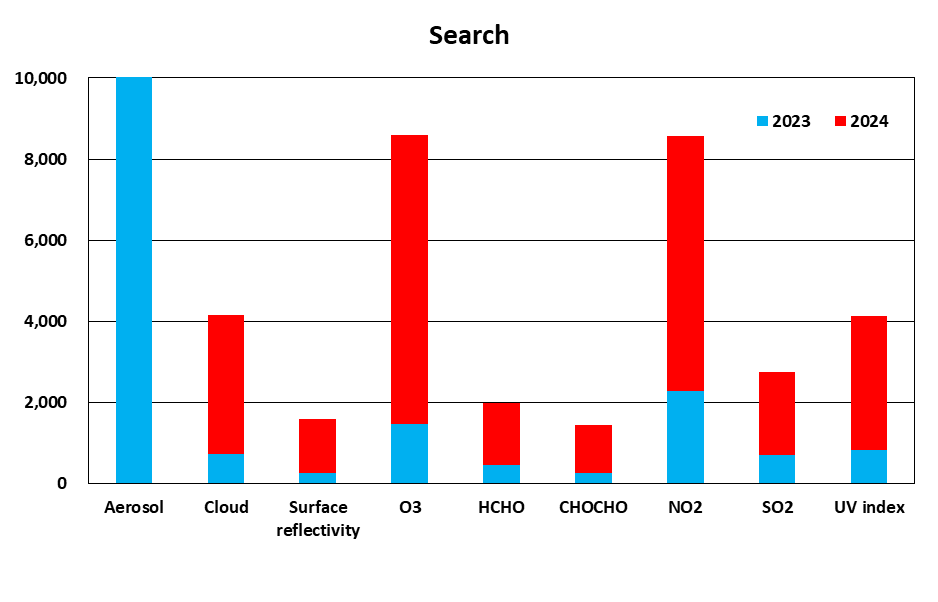 Search
10,000
2023 2024
8,000
6,000
4,000
2,000
0
Aerosol Cloud Surface O3 HCHO CHOCHO NO2 SO2 UV index
reflectivity